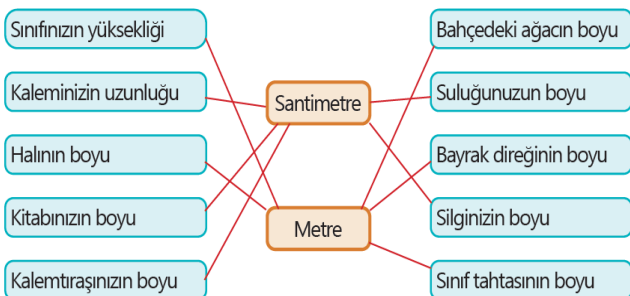 Sınıfınızın yüksekliği
Kaleminizin uzunluğu
Halının boyu
Kitabınızın boyu
Kalemtıraşınızın boyu
Santimetre
Metre
Bahçedeki ağacın boyu
Suluğunuzun boyu
Bayrak direğinin boyu
Silginizin boyu
Sınıf tahtasının boyu